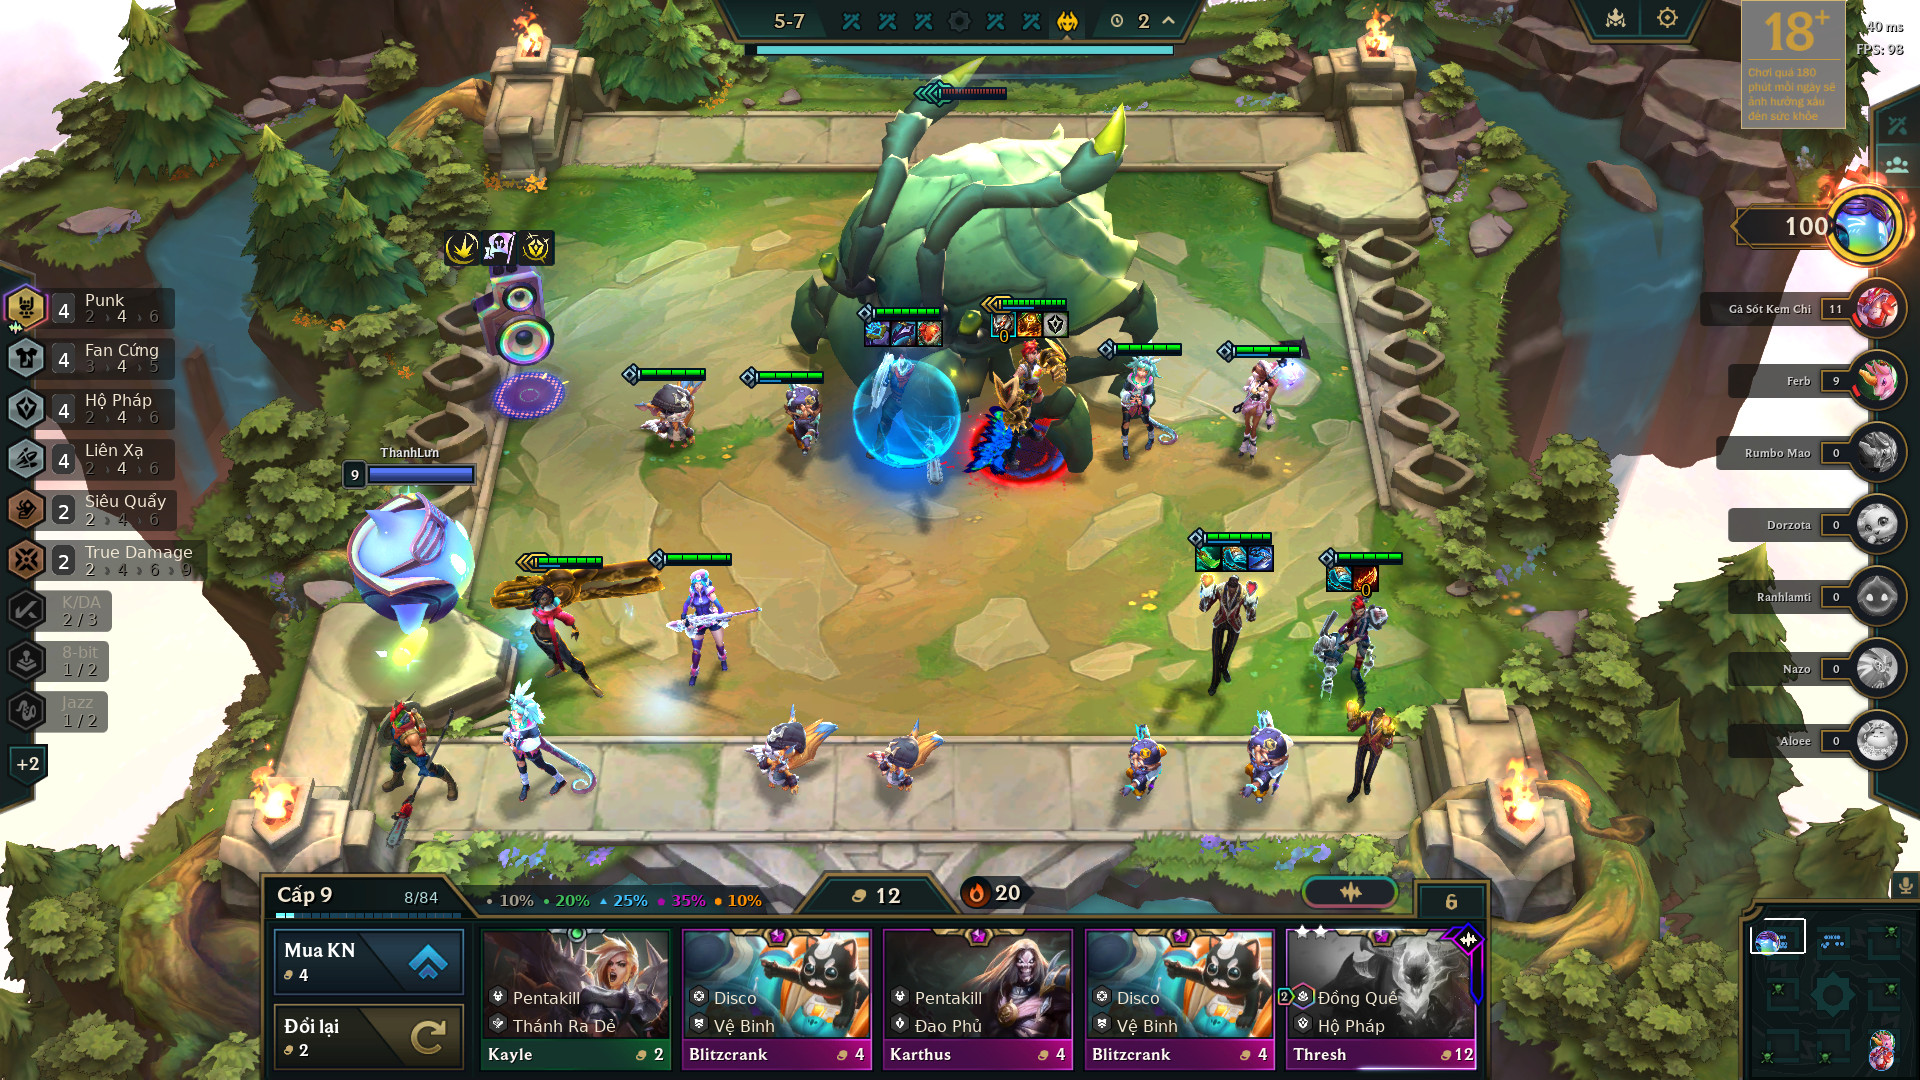 5-7
2
18+
Chơi quá 180
phút mỗi ngày sẽ
ảnh hưởng xấu
đến sức khỏe
40 ms
FPS: 98
100
Gà Sốt Kem Chi
11
Ferb
9
Rumbo Mao
0
Dorzota
0
Ranhlamti
0
Nazo
0
Aloee
0
4
Punk
2 › 4 › 6
4
Fan Cứng
3 › 4 › 5
4
Hộ Pháp
2 › 4 › 6
4
Liên Xạ
2 › 4 › 6
2
Siêu Quẩy
2 › 4 › 6
2
True Damage
2 › 4 › 6 › 9
K/DA
2 / 3
8-bit
1 / 2
Jazz
1 / 2
+2
ThanhLưn
9
0
0
Cấp 9
8/84
10%
20%
25%
35%
10%
12
20
6
Mua KN
4
Đổi lại
2
Pentakill
Thánh Ra Dẻ
Kayle
2
Disco
Vệ Binh
Blitzcrank
4
Pentakill
Đao Phủ
Karthus
4
Disco
Vệ Binh
Blitzcrank
4
2
Đồng Quê
Hộ Pháp
Thresh
12